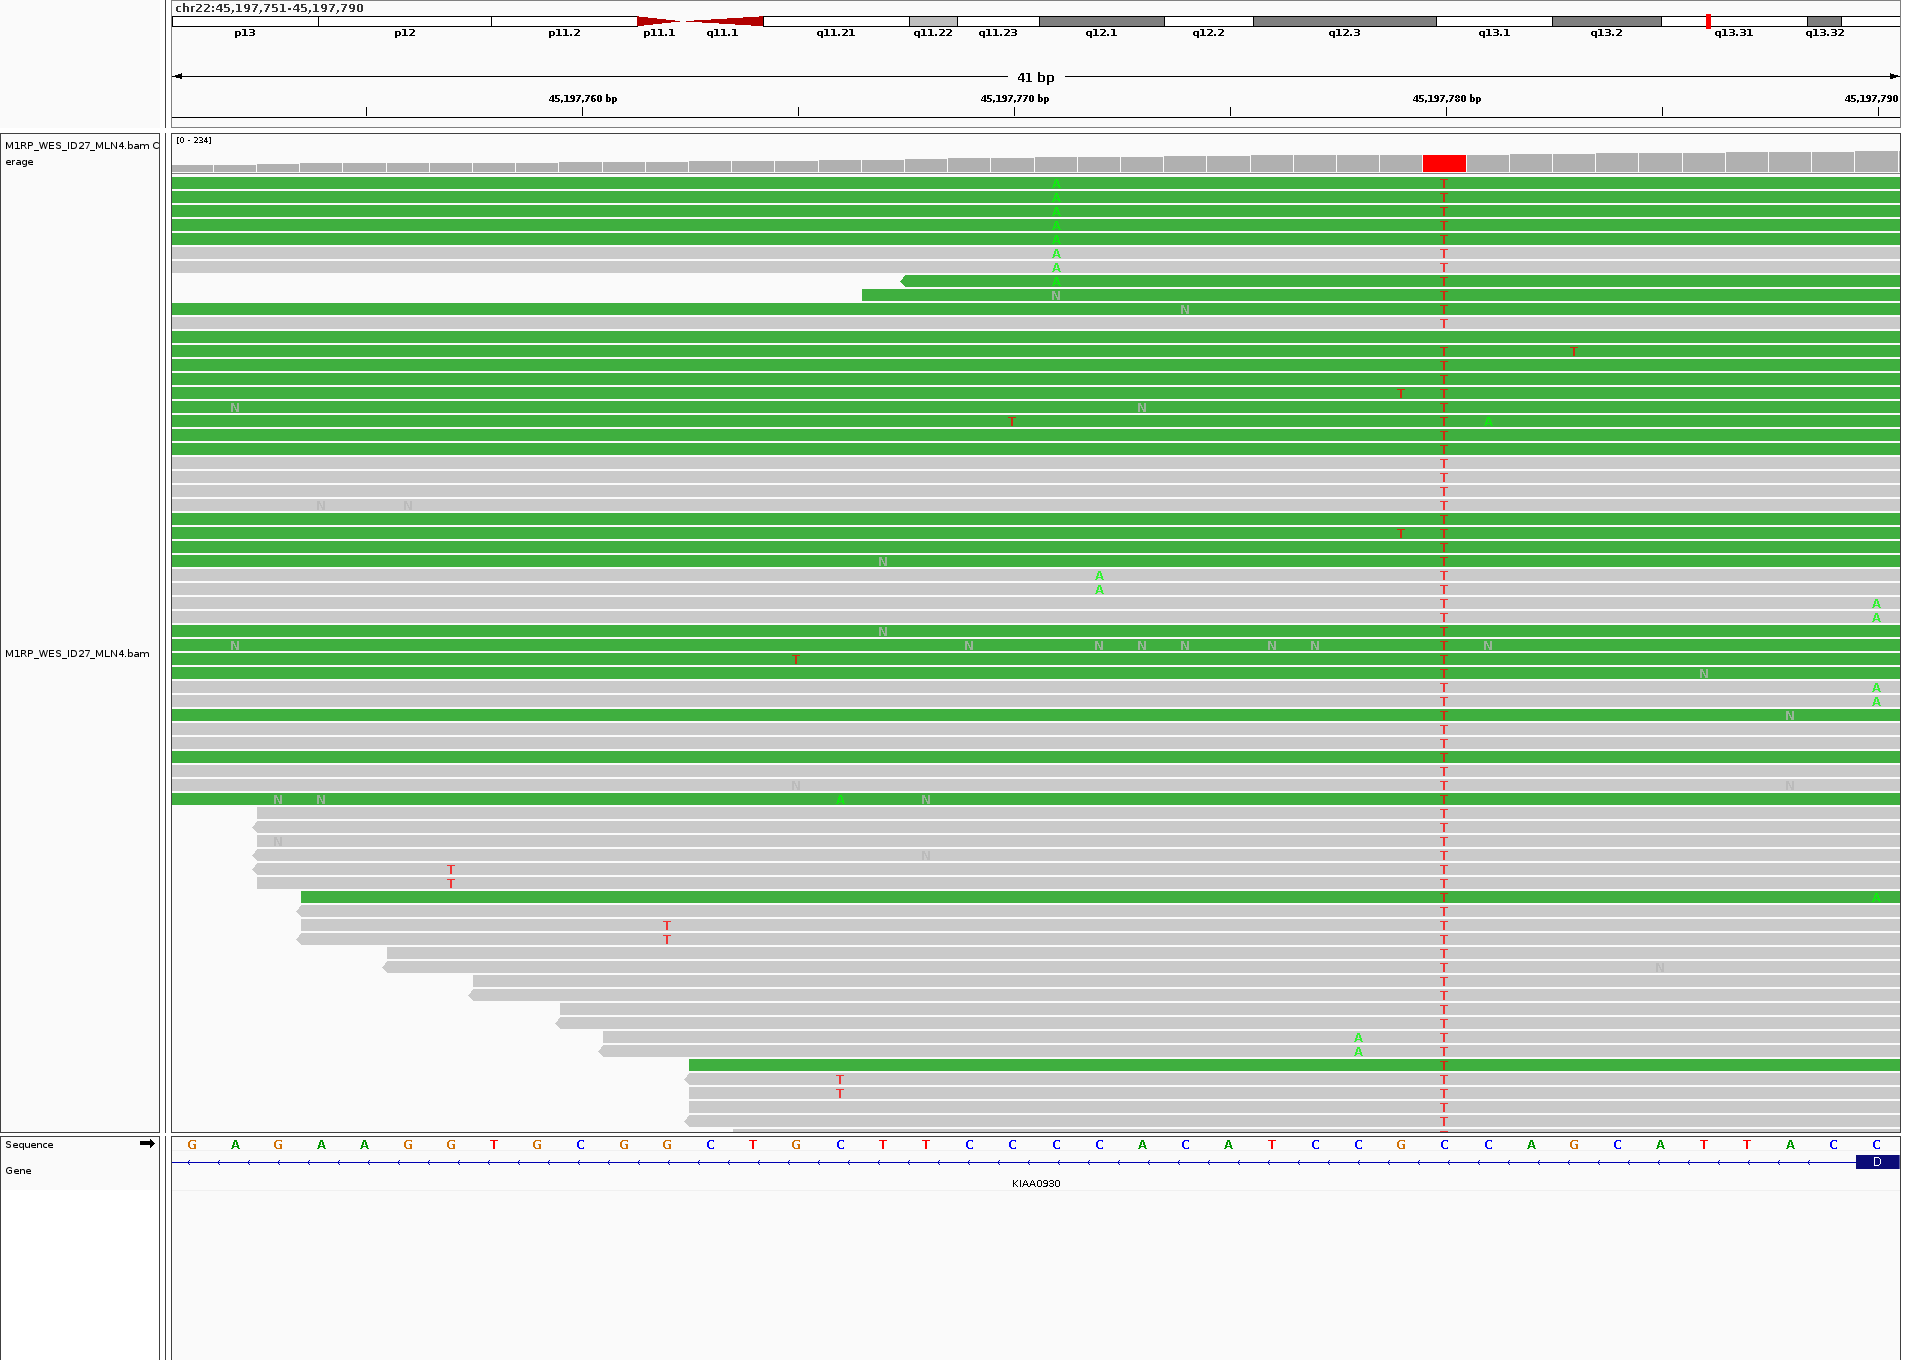 chr22:45,197,751-45,197,790
p13 p12 p11.2 p11.1 q11.1 q11.21 q11.22 q11.23 q12.1 q12.2 q12.3 q13.1 q13.2 q13.31 q13.32
41 bp
45,197,760 bp 45,197,770 bp 45,197,780 bp 45,197,790
M1RP_WES_ID27_MLN4.bam C
erage
[0 - 234]
A T
A T
A T
A T
A T
A T
A T
A T
N T
N T
T
T T
T
T
T T
N N T
T T A
T
T
T
T
T
N N T
T
T T
T
N T
A T
A T
T A
T A
N T
N N N N N N N T N
M1RP_WES_ID27_MLN4.bam
T T
T N
T A
T A
T N
T
T
T
T
N T N
N N A N T
T
T
N T
N T
T T
T T
T A
T
T T
T T
T
T N
T
T
T
T
A T
A T
T
T T
T T
T
T
Sequence G A G A A G G T G C G G C T G C T T C C C C A C A T C C G C C A G C A T T A C C
Gene D
KIAA0930